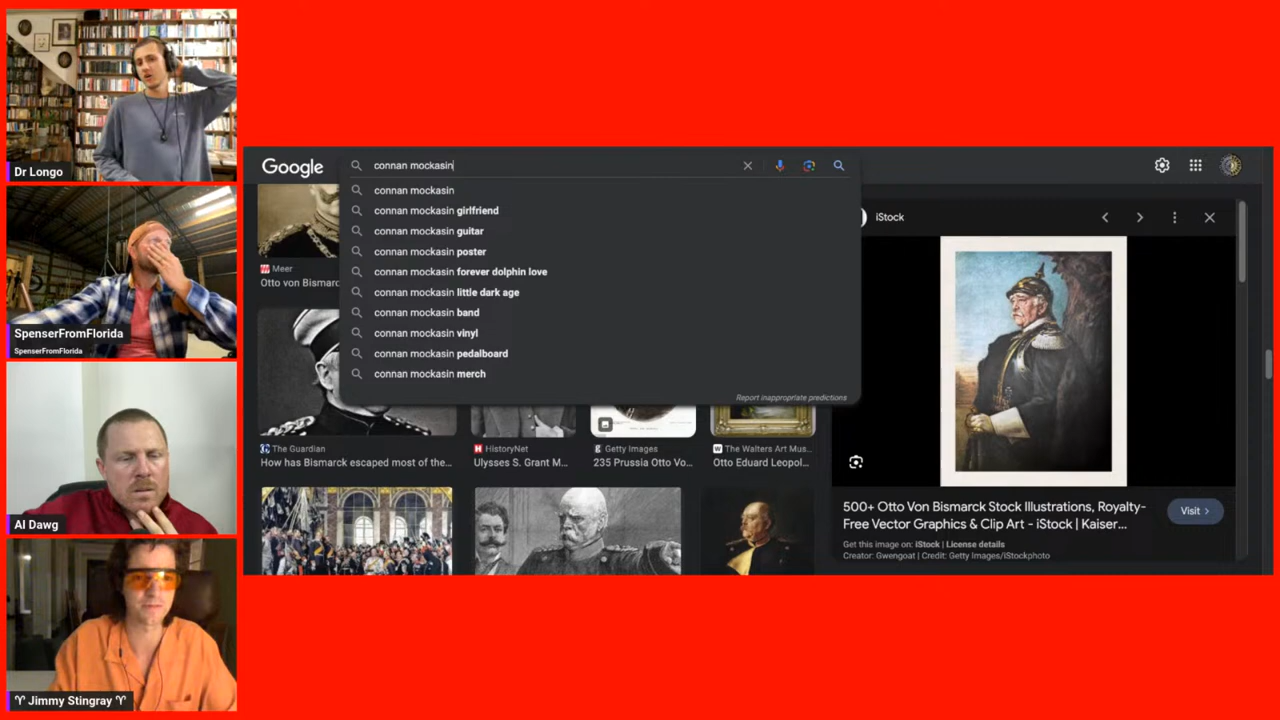 Dr Longo
SpenserFromFlorida
SpenserFromFlorida
Al Dawg
♈ Jimmy Stingray ♈
Google
connan mockasin
connan mockasin
connan mockasin girlfriend
connan mockasin guitar
connan mockasin poster
connan mockasin forever dolphin love
connan mockasin little dark age
connan mockasin band
connan mockasin vinyl
connan mockasin pedalboard
connan mockasin merch
Report inappropriate predictions
Meer
Otto von Bismarc
The Guardian
How has Bismarck escaped most of the...
HistoryNet
Ulysses S. Grant M...
Getty Images
235 Prussia Otto Vo...
The Walters Art Mus...
Otto Eduard Leopol...
iStock
500+ Otto Von Bismarck Stock Illustrations, Royalty-
Free Vector Graphics & Clip Art - iStock | Kaiser...
Visit >
Get this image on: iStock | License details
Creator: Gwengoat | Credit: Getty Images/iStockphoto